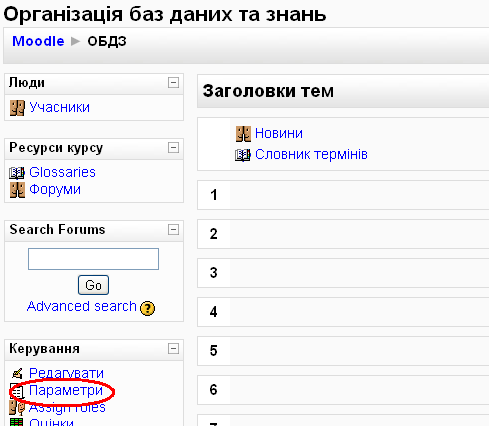 Організація баз даних та знань
Moodle ► ОБДЗ
Люди
Учасники
Ресурси курсу
Glossaries
Форуми
Search Forums
Go
Advanced search ?
Керування
Редагувати
Параметри
Assign roles
Оцінки
Заголовки тем
Новини
Словник термінів
1
2
3
4
5
6
7